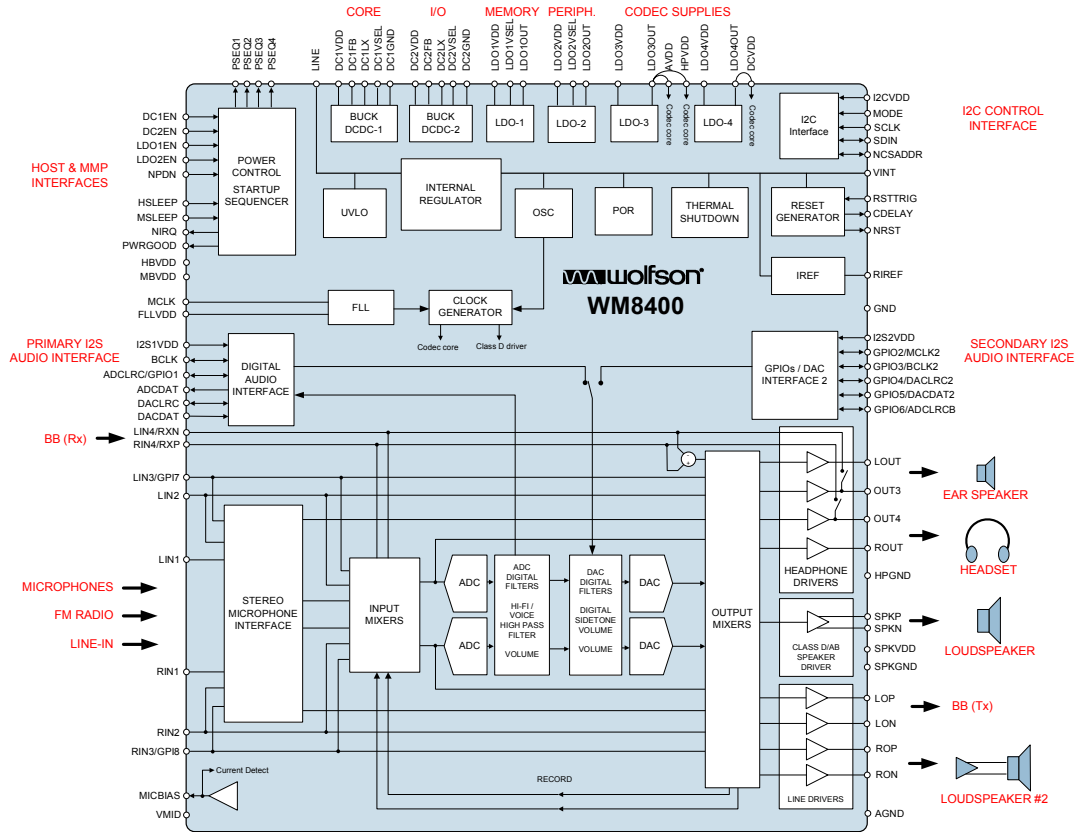 CORE
I/O
MEMORY
PERIPH.
CODEC SUPPLIES
PSEQ1
PSEQ2
PSEQ3
PSEQ4
LINE
DC1VDD
DC1FB
DC1LX
DC1VSEL
DC1GND
DC2VDD
DC2FB
DC2LX
DC2VSEL
DC2GND
LDO1VDD
LDO1VSEL
LDO1OUT
LDO2VDD
LDO2VSEL
LDO2OUT
LDO3VDD
LDO3OUT
AVDD
HPVDD
LDO4VDD
LDO4OUT
DCVDD
HOST & MMP
INTERFACES
DC1EN
DC2EN
LDO1EN
LDO2EN
NPDN
HSLEEP
MSLEEP
NIRQ
PWRGOOD
HBVDD
MBVDD
MCLK
FLLVDD
POWER
CONTROL
STARTUP
SEQUENCER
BUCK
DCDC-1
BUCK
DCDC-2
LDO-1
LDO-2
LDO-3
Codec core
Codec core
LDO-4
Codec core
I2C
Interface
I2CVDD
MODE
SCLK
SDIN
NCSADDR
I2C CONTROL
INTERFACE
VINT
UVLO
INTERNAL
REGULATOR
OSC
POR
THERMAL
SHUTDOWN
RESET
GENERATOR
RSTTRIG
CDELAY
NRST
IREF
RIREF
GND
wolfson
WM8400
FLL
CLOCK
GENERATOR
Codec core
Class D driver
PRIMARY I2S
AUDIO INTERFACE
I2S1VDD
BCLK
ADCLRC/GPIO1
ADCDAT
DACLRC
DACDAT
DIGITAL
AUDIO
INTERFACE
GPIOs / DAC
INTERFACE 2
I2S2VDD
GPIO2/MCLK2
GPIO3/BCLK2
GPIO4/DACLRC2
GPIO5/DACDAT2
GPIO6/ADCLRCB
SECONDARY I2S
AUDIO INTERFACE
BB (Rx)
LIN4/RXN
RIN4/RXP
LIN3/GPI7
LIN2
LIN1
MICROPHONES
FM RADIO
LINE-IN
RIN1
RIN2
RIN3/GPI8
MICBIAS
VMID
Current Detect
STEREO
MICROPHONE
INTERFACE
INPUT
MIXERS
ADC
ADC
ADC
DIGITAL
FILTERS
HI-FI /
VOICE
HIGH PASS
FILTER
VOLUME
DAC
DIGITAL
FILTERS
DIGITAL
SIDETONE
VOLUME
VOLUME
DAC
DAC
OUTPUT
MIXERS
RECORD
HEADPHONE
DRIVERS
CLASS D/AB
SPEAKER
DRIVER
LINE DRIVERS
LOUT
OUT3
OUT4
ROUT
HPGND
SPKP
SPKN
SPKVDD
SPKGND
LOP
LON
ROP
RON
AGND
EAR SPEAKER
HEADSET
LOUDSPEAKER
BB (Tx)
LOUDSPEAKER #2